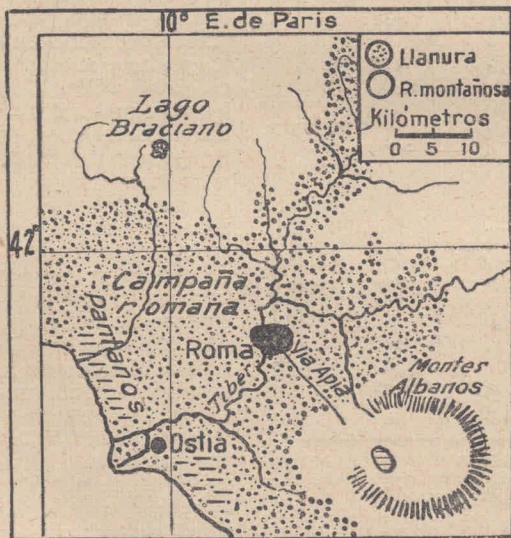 10° E. de Paris
Llanura
R. montañosa
Kilómetros
0 5 10
Lago
Braciano
42°
Campaña
romana
pantanos
Roma
Via Apia
Tiber
Montes
Albanos
Ostia